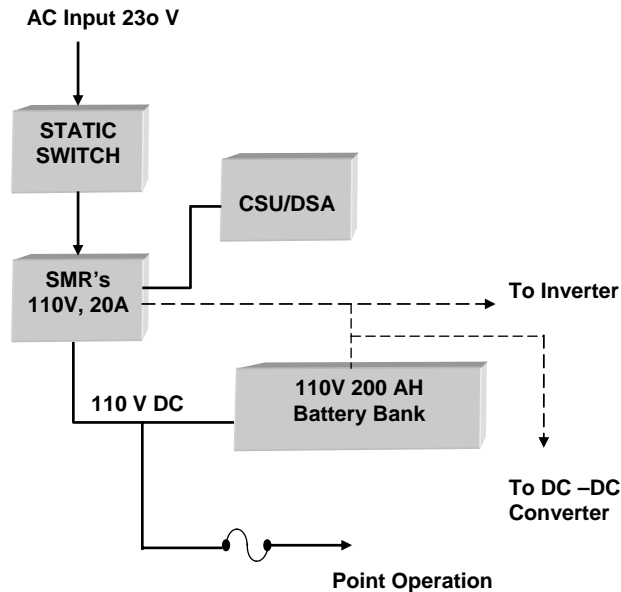 AC Input 23o V
STATIC
SWITCH
CSU/DSA
SMR's
110V, 20A
To Inverter
110V 200 AH
Battery Bank
110 V DC
To DC –DC
Converter
Point Operation